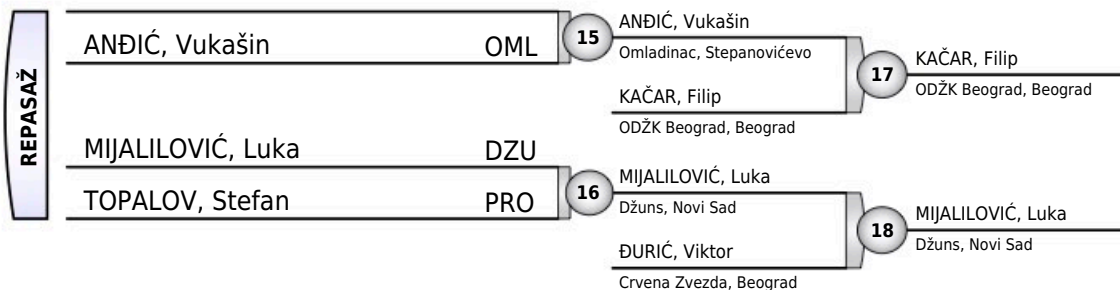 REPASAŽ
ANĐIĆ, Vukašin OML
MIJALILOVIĆ, Luka DZU
TOPALOV, Stefan PRO
15
ANĐIĆ, Vukašin
Omladinac, Stepanovićevo
KAČAR, Filip
ODŽK Beograd, Beograd
16
MIJALILOVIĆ, Luka
Džuns, Novi Sad
ĐURIĆ, Viktor
Crvena Zvezda, Beograd
17
KAČAR, Filip
ODŽK Beograd, Beograd
18
MIJALILOVIĆ, Luka
Džuns, Novi Sad